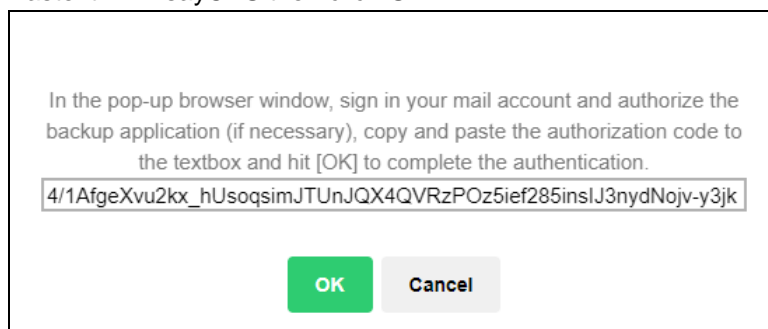 In the pop-up browser window, sign in your mail account and authorize the
backup application (if necessary), copy and paste the authorization code to
the textbox and hit [OK] to complete the authentication.
4/1AfgeXvu2kx_hUsoqsimJTUnJQX4QVRzPOz5ief285insIJ3nydNojv-y3jk
OK Cancel